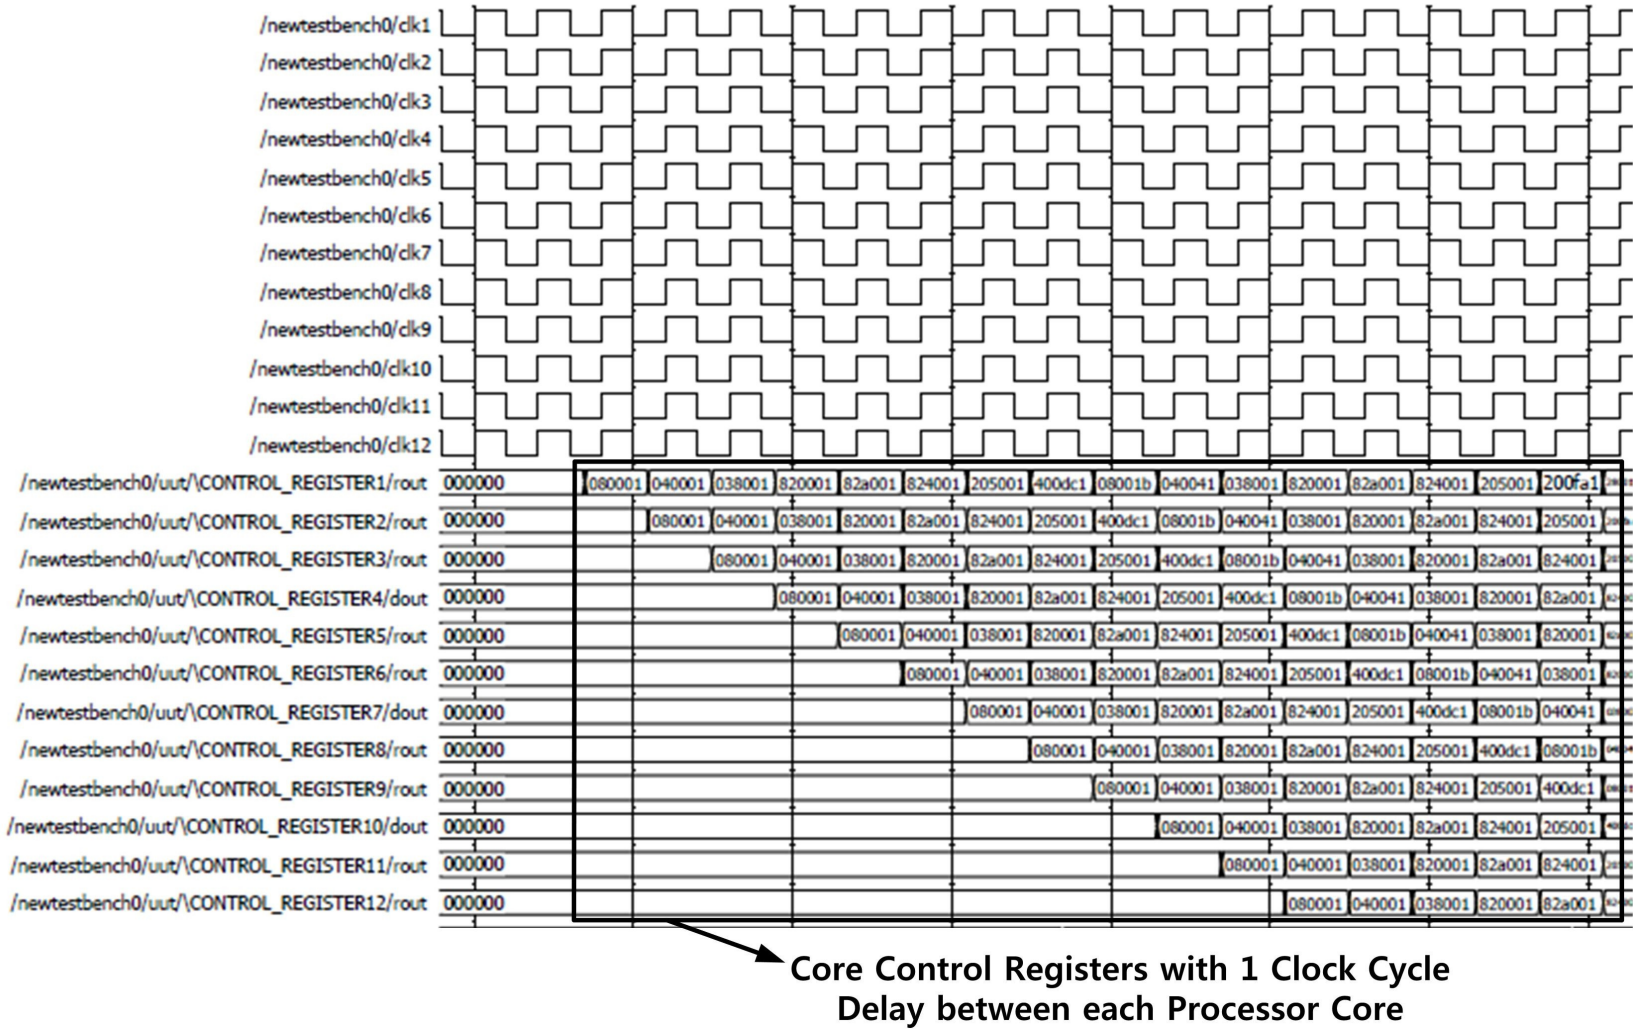 /newtestbench0/clk1
/newtestbench0/clk2
/newtestbench0/clk3
/newtestbench0/clk4
/newtestbench0/clk5
/newtestbench0/clk6
/newtestbench0/clk7
/newtestbench0/clk8
/newtestbench0/clk9
/newtestbench0/clk10
/newtestbench0/clk11
/newtestbench0/clk12
/newtestbench0/uut/\CONTROL_REGISTER1/rout 000000 080001 040001 038001 820001 82a001 824001 205001 400dc1 08001b 040041 038001 820001 82a001 824001 205001 200fa1
/newtestbench0/uut/\CONTROL_REGISTER2/rout 000000 080001 040001 038001 820001 82a001 824001 205001 400dc1 08001b 040041 038001 820001 82a001 824001 205001
/newtestbench0/uut/\CONTROL_REGISTER3/rout 000000 080001 040001 038001 820001 82a001 824001 205001 400dc1 08001b 040041 038001 820001 82a001 824001
/newtestbench0/uut/\CONTROL_REGISTER4/dout 000000 080001 040001 038001 820001 82a001 824001 205001 400dc1 08001b 040041 038001 820001 82a001
/newtestbench0/uut/\CONTROL_REGISTER5/rout 000000 080001 040001 038001 820001 82a001 824001 205001 400dc1 08001b 040041 038001 820001
/newtestbench0/uut/\CONTROL_REGISTER6/rout 000000 080001 040001 038001 820001 82a001 824001 205001 400dc1 08001b 040041 038001
/newtestbench0/uut/\CONTROL_REGISTER7/dout 000000 080001 040001 038001 820001 82a001 824001 205001 400dc1 08001b 040041
/newtestbench0/uut/\CONTROL_REGISTER8/rout 000000 080001 040001 038001 820001 82a001 824001 205001 400dc1 08001b
/newtestbench0/uut/\CONTROL_REGISTER9/rout 000000 080001 040001 038001 820001 82a001 824001 205001 400dc1
/newtestbench0/uut/\CONTROL_REGISTER10/dout 000000 080001 040001 038001 820001 82a001 824001 205001
/newtestbench0/uut/\CONTROL_REGISTER11/rout 000000 080001 040001 038001 820001 82a001 824001
/newtestbench0/uut/\CONTROL_REGISTER12/rout 000000 080001 040001 038001 820001 82a001
Core Control Registers with 1 Clock Cycle
Delay between each Processor Core